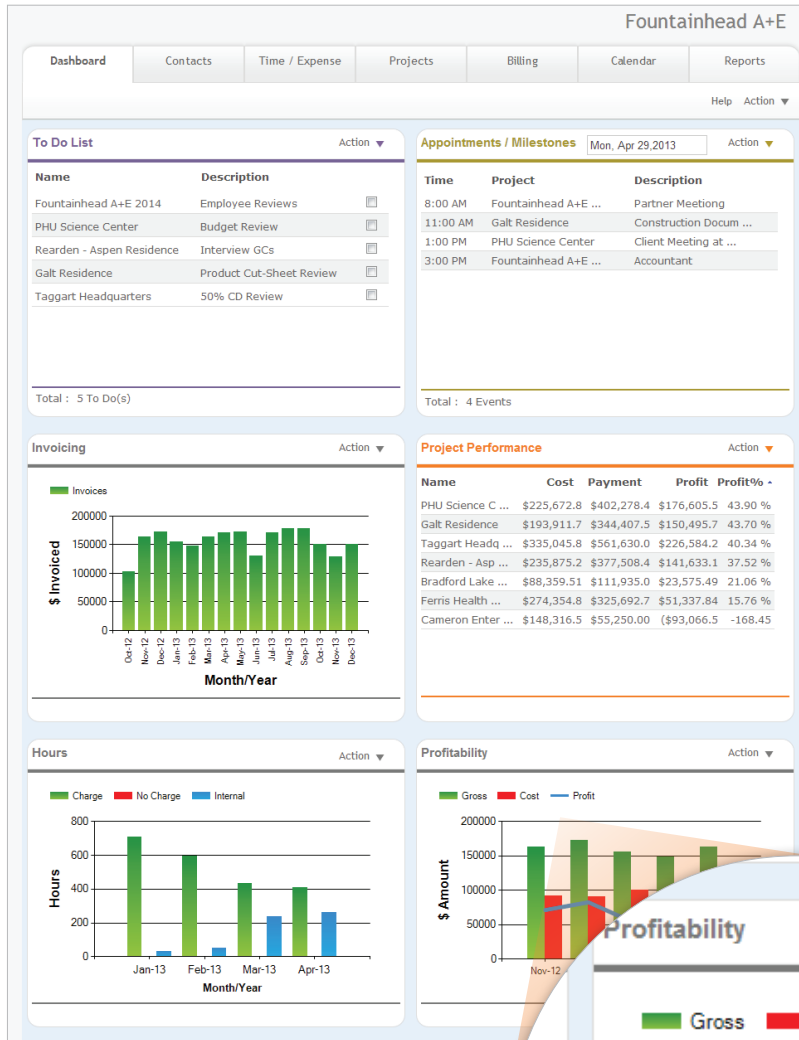 Fountainhead A+E
Dashboard Contacts Time / Expense Projects Billing Calendar Reports
Help Action
To Do List Action
Name Description
Fountainhead A+E 2014 Employee Reviews
PHU Science Center Budget Review
Rearden - Aspen Residence Interview GCs
Galt Residence Product Cut-Sheet Review
Taggart Headquarters 50% CD Review
Total : 5 To Do(s)
Appointments / Milestones Mon, Apr 29,2013 Action
Time Project Description
8:00 AM Fountainhead A+E ... Partner Meetiong
11:00 AM Galt Residence Construction Docum ...
1:00 PM PHU Science Center Client Meeting at ...
3:00 PM Fountainhead A+E ... Accountant
Total : 4 Events
Invoicing Action
Invoices
200000
150000
100000
50000
0
$ Invoiced
Oct-12 Nov-12 Dec-12 Jan-13 Feb-13 Mar-13 Apr-13 May-13 Jun-13 Jul-13 Aug-13 Sep-13 Oct-13 Nov-13 Dec-13
Month/Year
Project Performance Action
Name Cost Payment Profit Profit%
PHU Science C ... $225,672.8 $402,278.4 $176,605.5 43.90 %
Galt Residence $193,911.7 $344,407.5 $150,495.7 43.70 %
Taggart Headq ... $335,045.8 $561,630.0 $226,584.2 40.34 %
Rearden - Asp ... $235,875.2 $377,508.4 $141,633.1 37.52 %
Bradford Lake ... $88,359.51 $111,935.0 $23,575.49 21.06 %
Ferris Health ... $274,354.8 $325,692.7 $51,337.84 15.76 %
Cameron Enter ... $148,316.5 $55,250.00 ($93,066.5 -168.45
Hours Action
Charge No Charge Internal
800
600
400
200
0
Hours
Jan-13 Feb-13 Mar-13 Apr-13
Month/Year
Profitability Action
Gross Cost Profit
200000
150000
100000
50000
0
$ Amount
Nov-12
Profitability
Gross